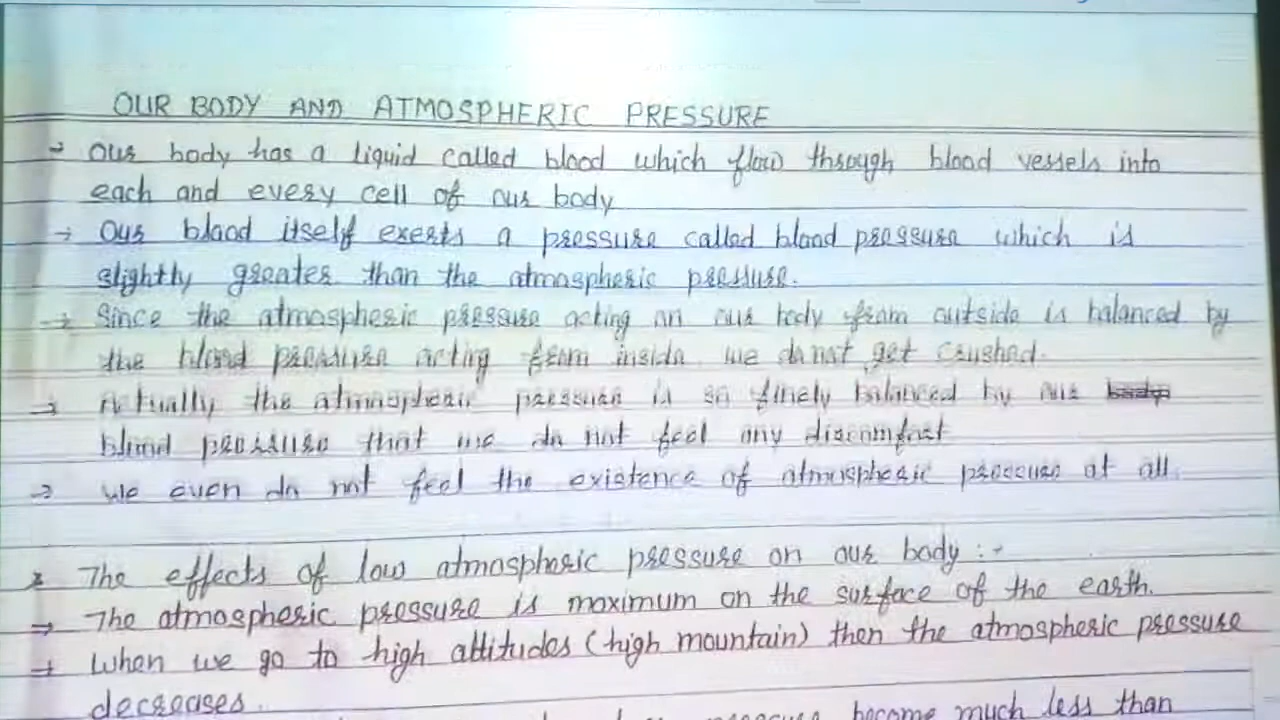 OUR BODY AND ATMOSPHERIC PRESSURE
→ Our body has a liquid called blood which flow through blood vessels into
each and every cell of our body
→ Our blood itself exerts a pressure called blood pressure which is
slightly greater than the atmospheric pressure.
→ Since the atmospheric pressure acting on our body from outside is balanced by
the blood pressure acting from inside we do not get crushed.
→ Actually the atmospheric pressure is so finely balanced by our body
blood pressure that we do not feel any discomfort
→ We even do not feel the existence of atmospheric pressure at all.
The effects of low atmospheric pressure on our body :-
→ The atmospheric pressure is maximum on the surface of the earth.
→ When we go to high altitudes (high mountain) then the atmospheric pressure
decreases.
pressure become much less than